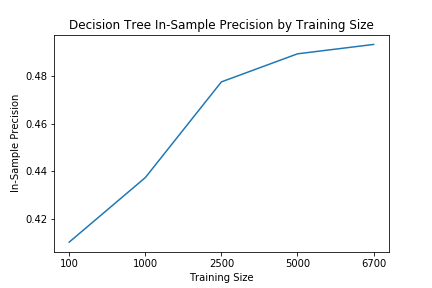 Decision Tree In-Sample Precision by Training Size
0.48
0.46
0.44
0.42
In-Sample Precision
100 1000 2500 5000 6700
Training Size